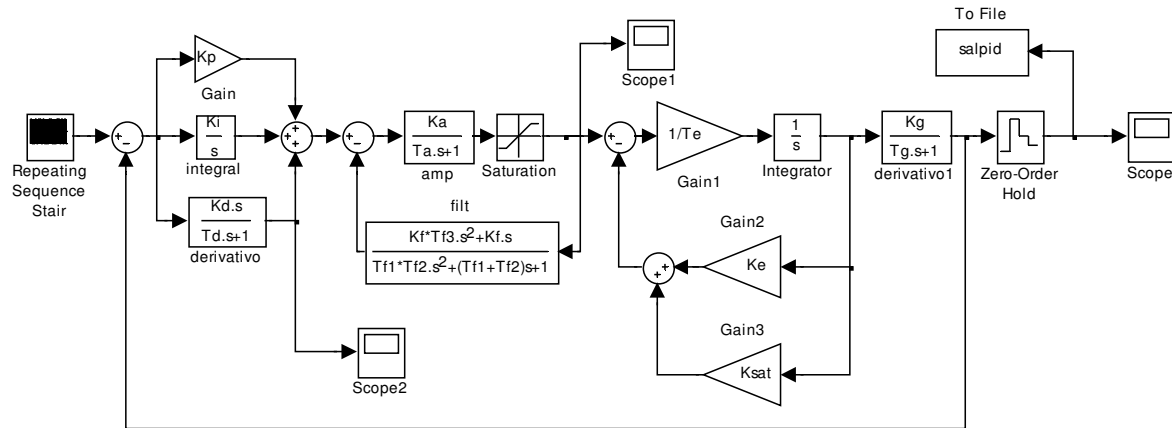 To File
salpid
Kp
Gain
Scope1
Repeating
Sequence
Stair
Ki
s
integral
Ka
Ta.s+1
amp
Saturation
1/Te
Gain1
1
s
Integrator
Kg
Tg.s+1
derivativo1
Zero-Order
Hold
Scope
Kd.s
Td.s+1
derivativo
filt
Kf*Tf3.s²+Kf.s
Tf1*Tf2.s²+(Tf1+Tf2)s+1
Gain2
Ke
Gain3
Ksat
Scope2